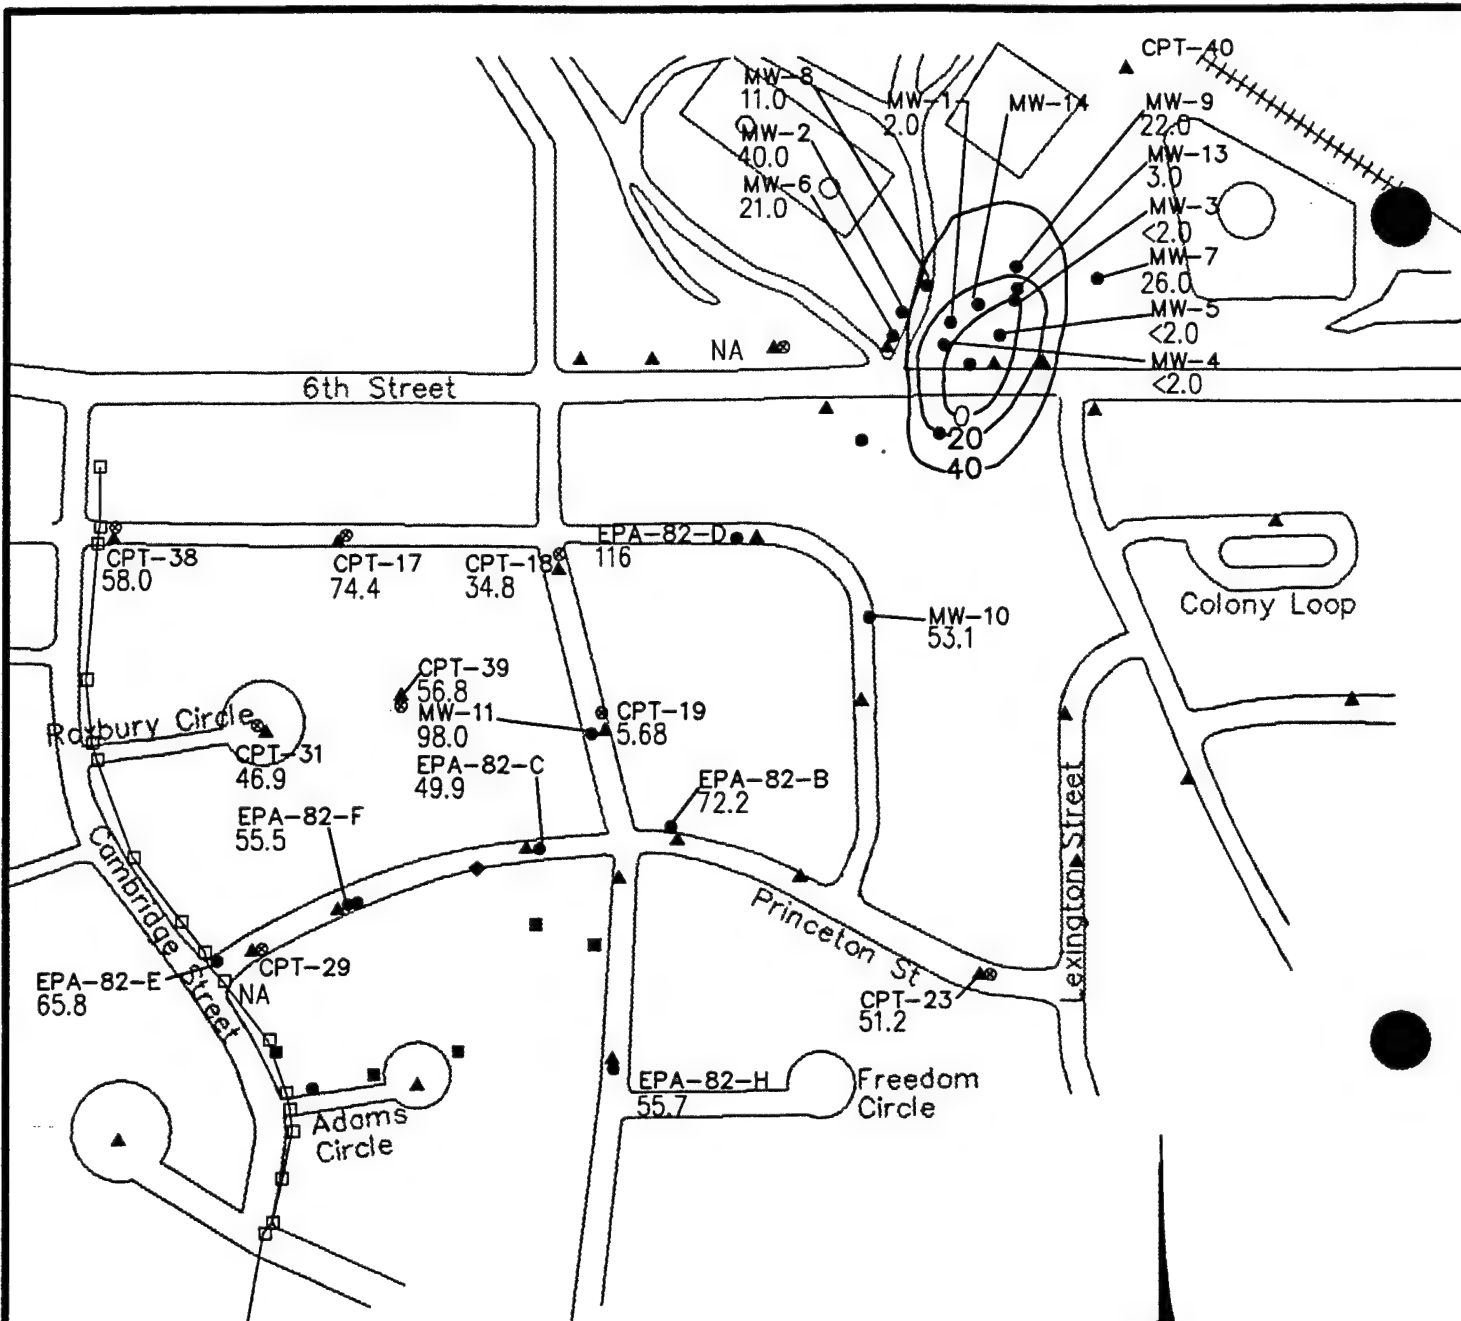 CPT-40
MW-8
11.0
MW-1
2.0
MW-14
MW-9
22.0
MW-2
40.0
MW-13
3.0
MW-6
21.0
MW-3
<2.0
MW-7
26.0
MW-5
<2.0
NA
MW-4
<2.0
6th Street
0
20
40
EPA-82-D
116
CPT-38
58.0
CPT-17
74.4
CPT-18
34.8
Colony Loop
MW-10
53.1
CPT-39
56.8
MW-11
98.0
CPT-19
5.68
Roxbury Circle
CPT-31
46.9
EPA-82-C
49.9
EPA-82-B
72.2
EPA-82-F
55.5
Cambridge Street
Lexington Street
Princeton St
CPT-29
NA
EPA-82-E
65.8
CPT-23
51.2
EPA-82-H
55.7
Freedom
Circle
Adams
Circle